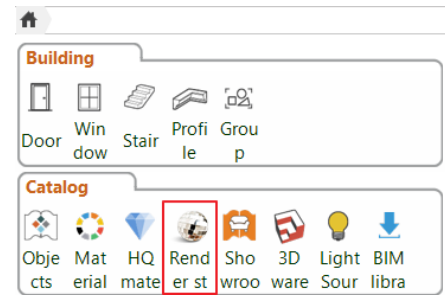 Building
Door Win Stair Profi Grou
dow le p
Catalog
Obje Mat HQ Rend Sho 3D Light BIM
cts erial mate er st wroo ware Sour libra